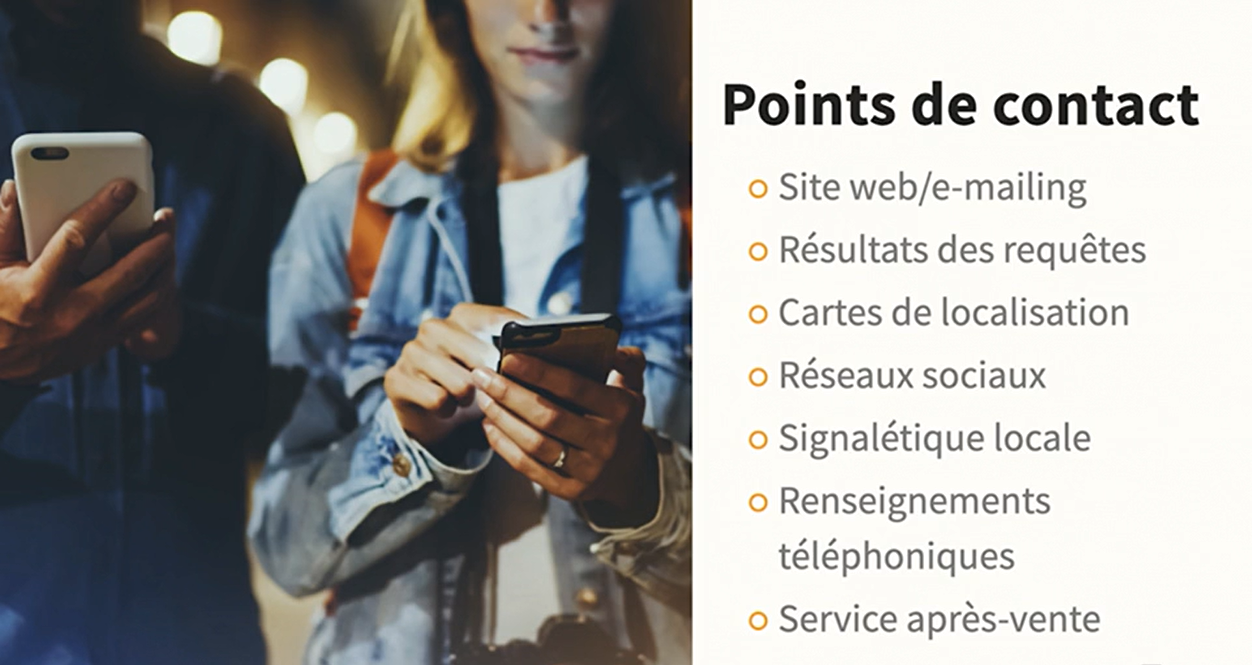 Points de contact
Site web/e-mailing
Résultats des requêtes
Cartes de localisation
Réseaux sociaux
Signalétique locale
Renseignements
téléphoniques
Service après-vente